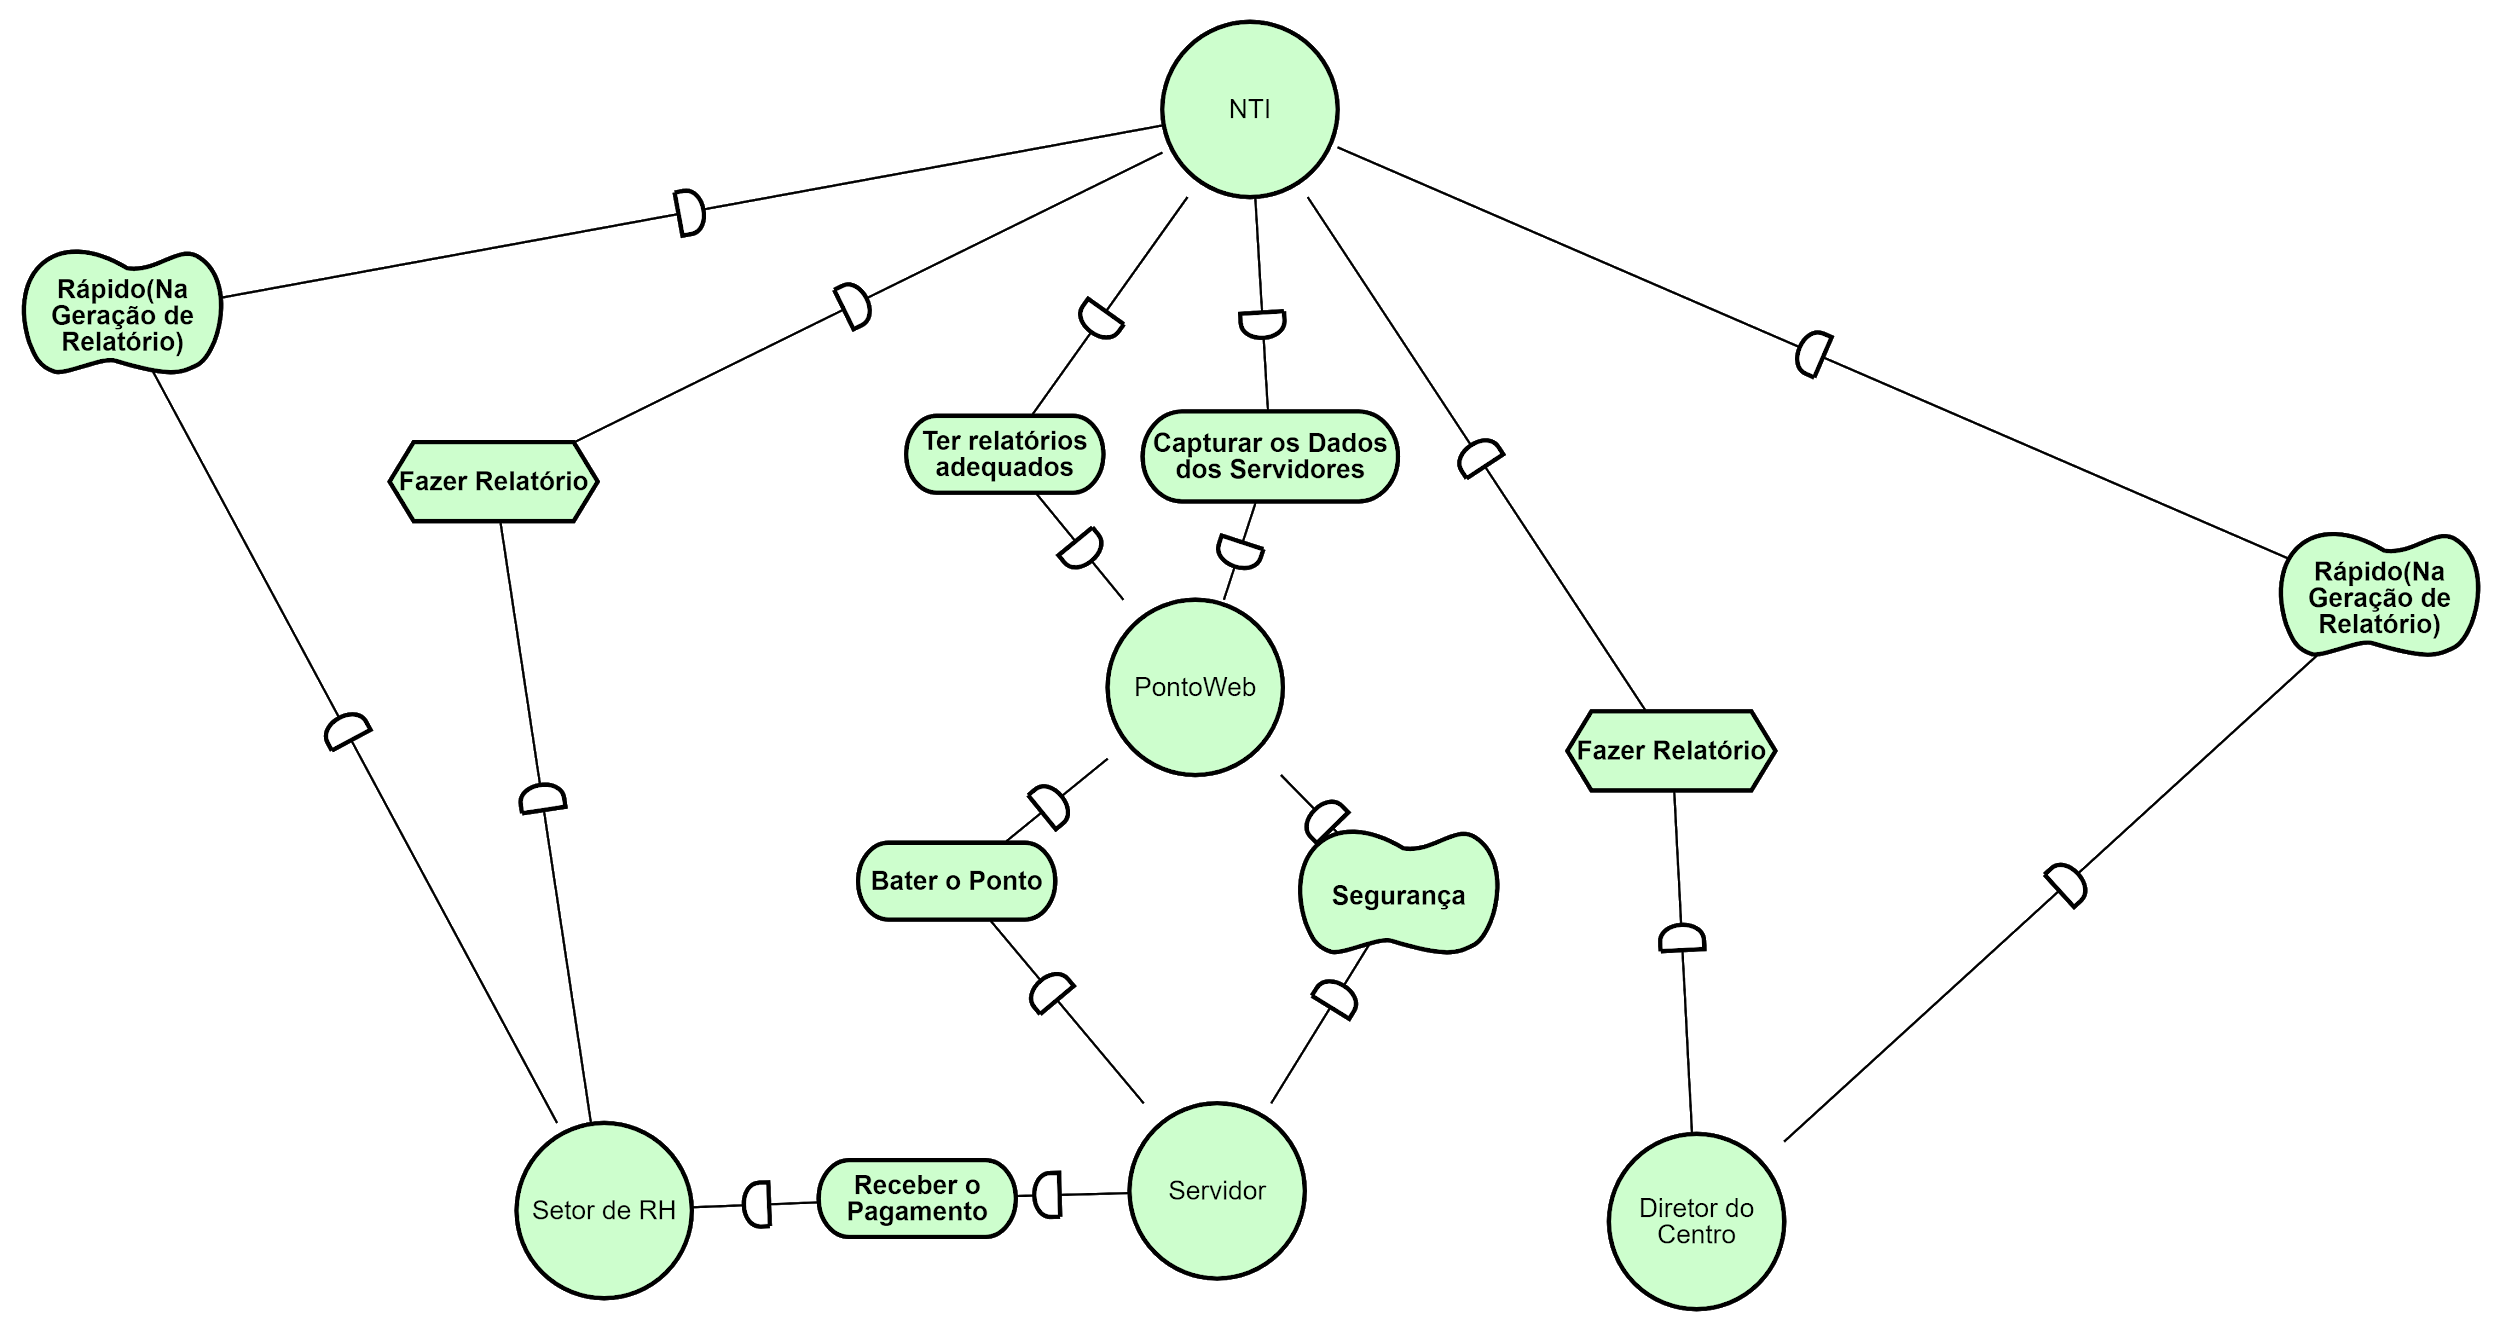 NTI
Rápido(Na
Geração de
Relatório)
Fazer Relatório
Ter relatórios
adequados
Capturar os Dados
dos Servidores
Rápido(Na
Geração de
Relatório)
PontoWeb
Fazer Relatório
Bater o Ponto
Segurança
Setor de RH
Receber o
Pagamento
Servidor
Diretor do
Centro